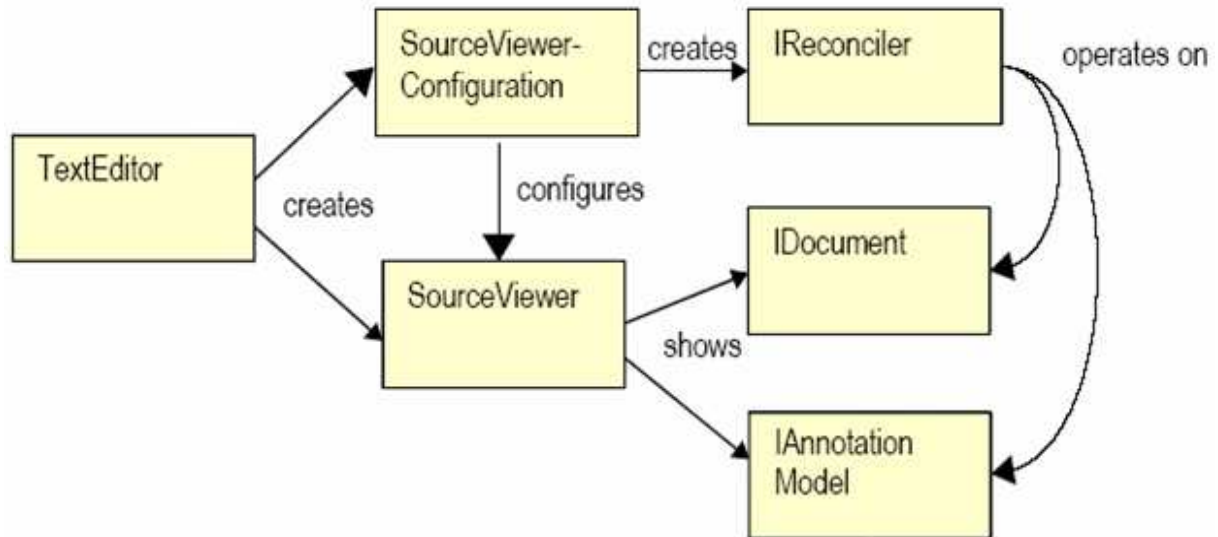 SourceViewer-
Configuration
creates
IReconciler
operates on
TextEditor
creates
configures
IDocument
SourceViewer
shows
IAnnotation
Model